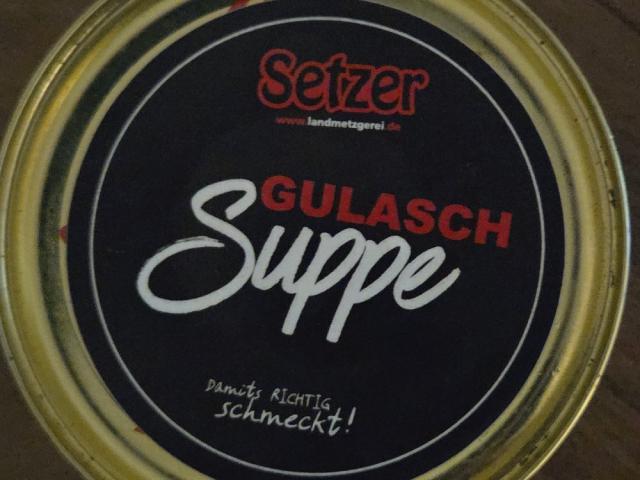 Setzer
www.landmetzgerei.de
GULASCH
Suppe
Damits RICHTIG
schmeckt!